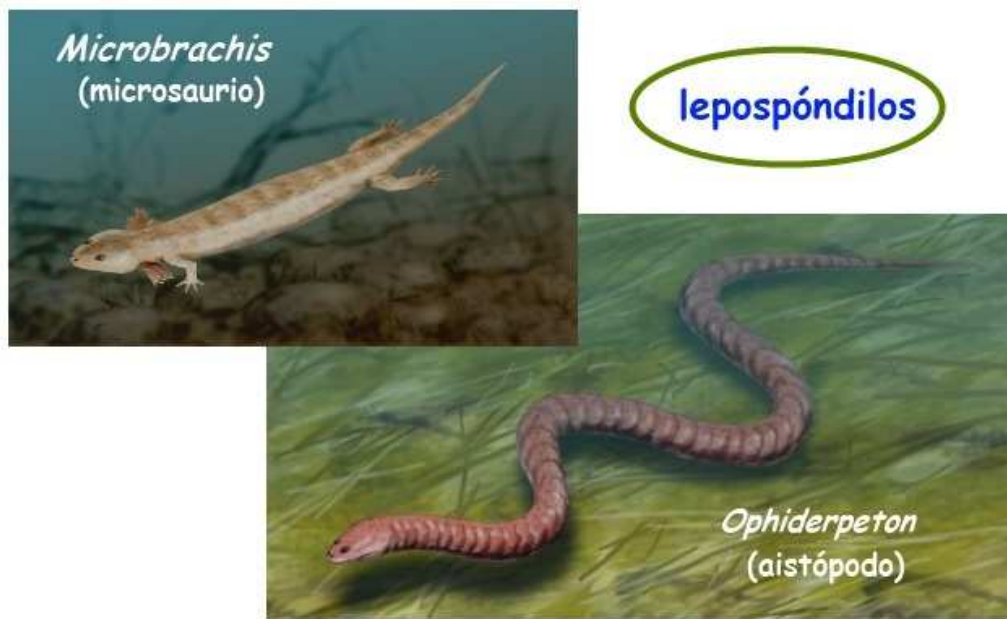 Microbrachis
(microsaurio)
lepospóndilos
Ophiderpeton
(aistópodo)